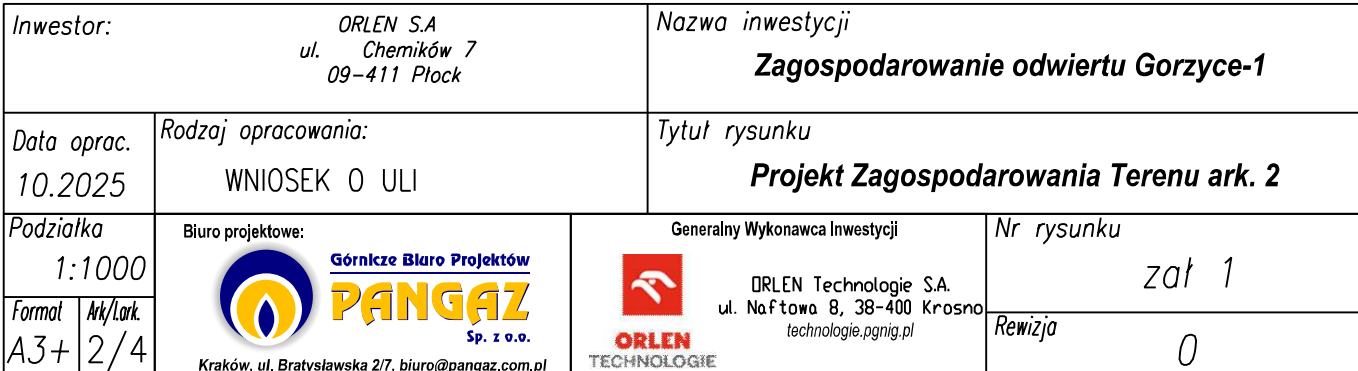 Inwestor:
ORLEN S.A
ul. Chemików 7
09-411 Płock
Nazwa inwestycji
Zagospodarowanie odwiertu Gorzyce-1
Data oprac.
10.2025
Rodzaj opracowania:
WNIOSEK O ULI
Tytuł rysunku
Projekt Zagospodarowania Terenu ark. 2
Podziałka
1:1000
Format
A3+
Ark/l.ark.
2/4
Biuro projektowe:
Górnicze Biuro Projektów
PANGAZ
Sp. z o.o.
Kraków, ul. Bratysławska 2/7, biuro@pangaz.com.pl
Generalny Wykonawca Inwestycji
ORLEN
TECHNOLOGIE
ORLEN Technologie S.A.
ul. Naftowa 8, 38-400 Krosno
technologie.pgnig.pl
Nr rysunku
zał 1
Rewizja
0